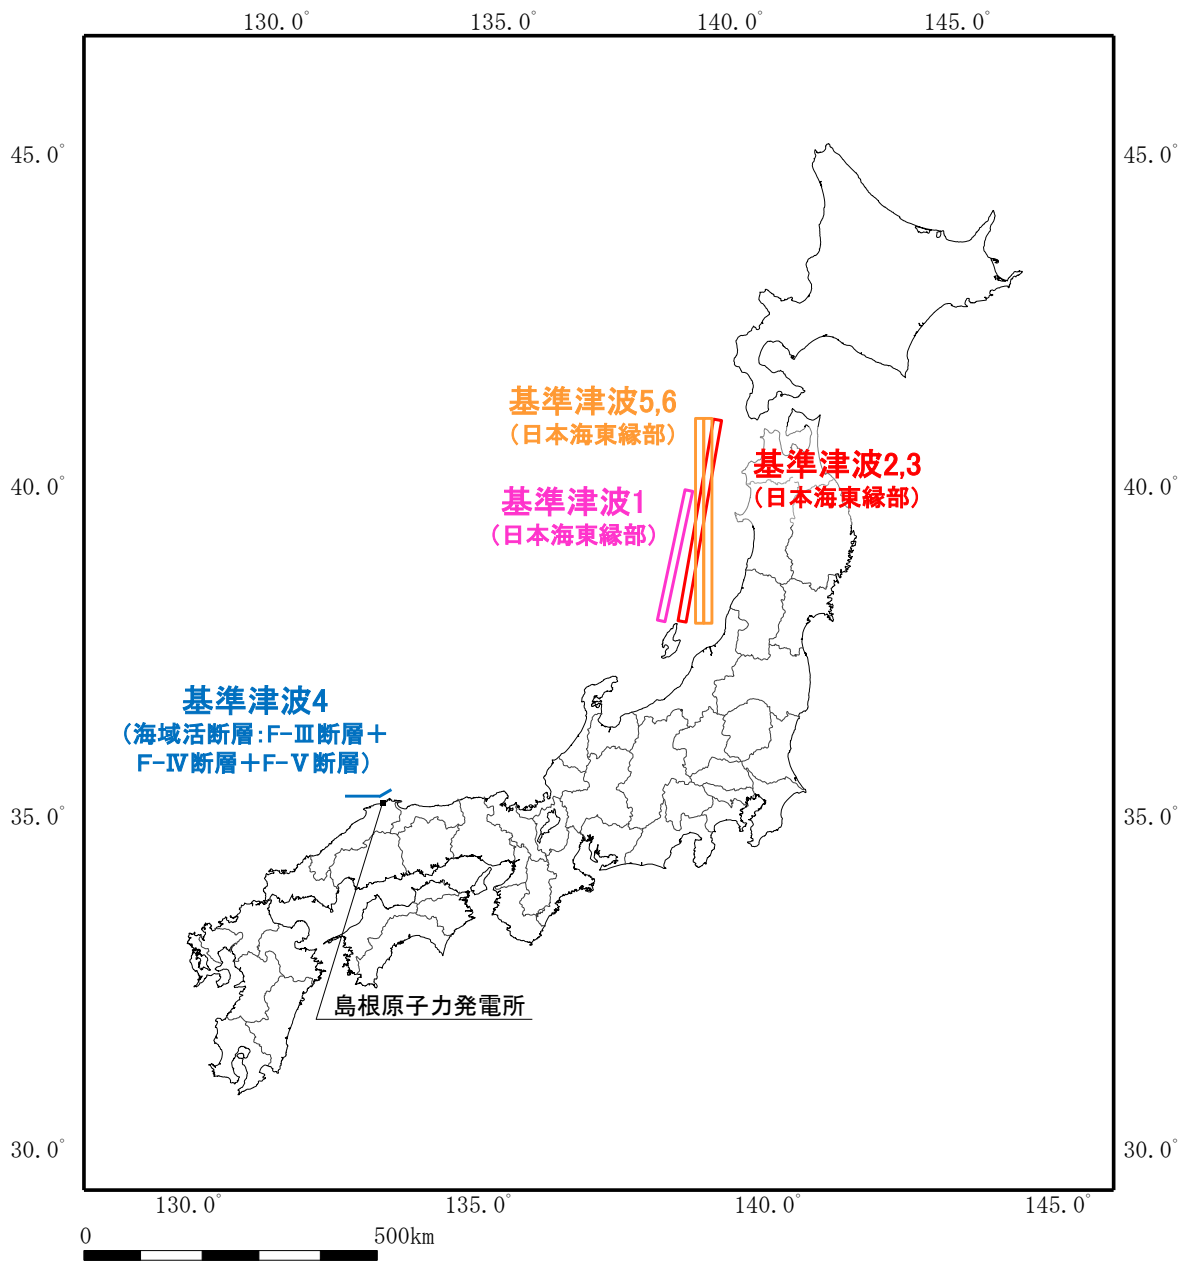 130.0°
135.0°
140.0°
145.0°
45.0°
45.0°
基準津波5,6
(日本海東縁部)
基準津波2,3
(日本海東縁部)
40.0°
40.0°
基準津波1
(日本海東縁部)
基準津波4
(海域活断層:F-Ⅲ断層+
F-Ⅳ断層+F-Ⅴ断層)
35.0°
35.0°
島根原子力発電所
30.0°
30.0°
130.0°
135.0°
140.0°
145.0°
0
500km